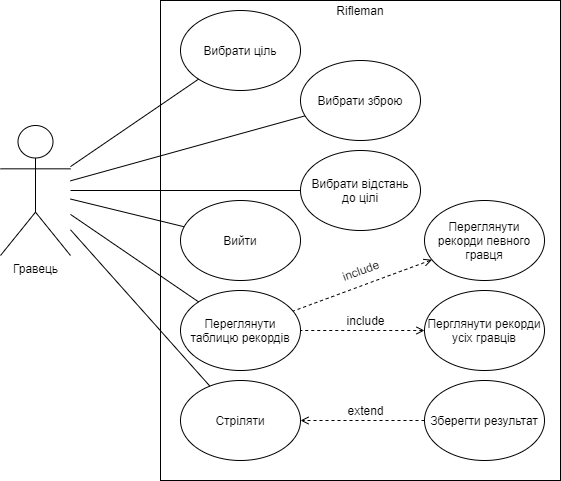 Rifleman
Вибрати ціль
Вибрати зброю
Вибрати відстань
до цілі
Гравець
Вийти
Переглянути
рекорди певного
гравця
include
Переглянути
таблицю рекордів
include
Перглянути рекорди
усіх гравців
Стріляти
extend
Зберегти результат